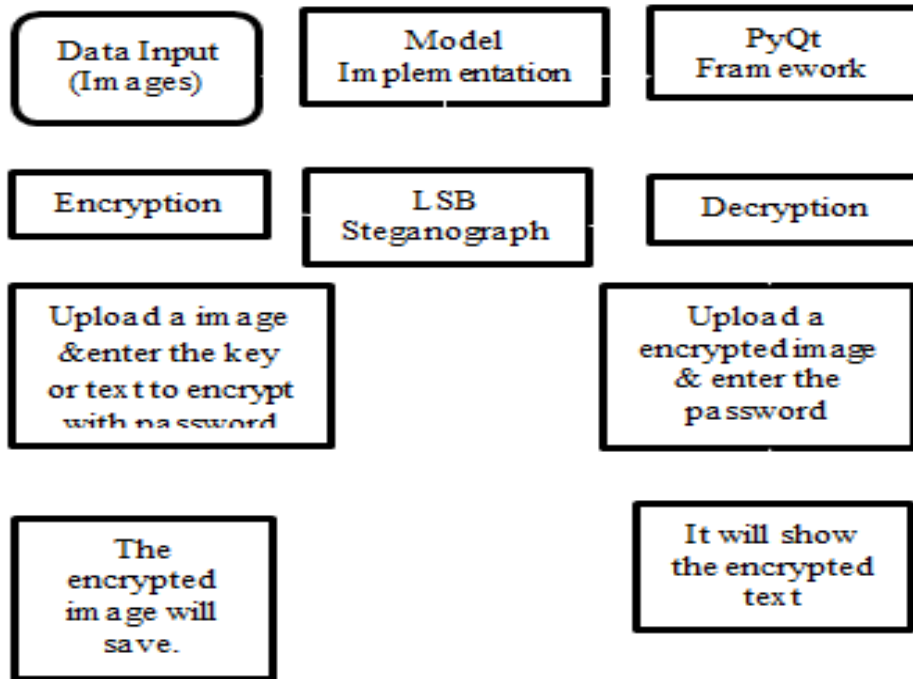 Data Input
(Images)
Model
Implementation
PyQt
Framework
Encryption
LSB
Steganograph
Decryption
Upload a image
&enter the key
or text to encrypt
with password
Upload a
encrypted image
& enter the
password
The
encrypted
image will
save.
It will show
the encrypted
text